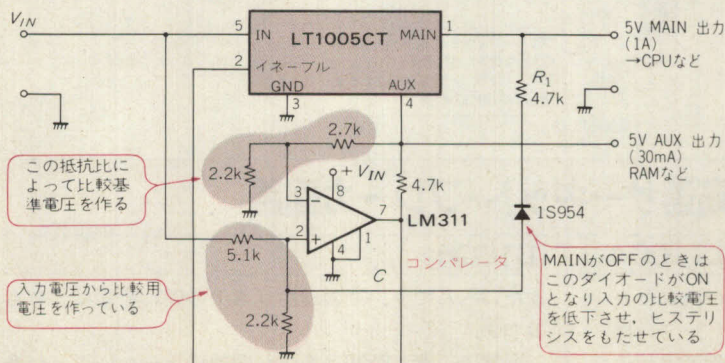 V_IN
5
IN
LT1005CT
MAIN
1
5V MAIN 出力
(1A)
→CPUなど
2
イネーブル
GND
AUX
3
4
R₁
4.7k
2.7k
5V AUX 出力
(30mA)
RAMなど
この抵抗比に
よって比較基
準電圧を作る
2.2k
+V_IN
4.7k
3
−
8
7
LM311
1S954
2
+
4
1
5.1k
コンパレータ
C
入力電圧から比較用
電圧を作っている
2.2k
MAINがOFFのときは
このダイオードがON
となり入力の比較電圧
を低下させ，ヒステリ
シスをもたせている